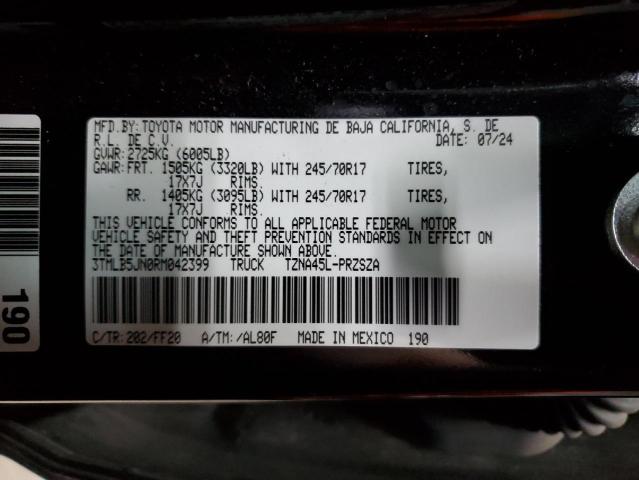 MFD.BY:TOYOTA MOTOR MANUFACTURING DE BAJA CALIFORNIA, S. DE
R.L. DE C.V. DATE: 07/24
GVWR:2725KG (6005LB)
GAWR:FRT. 1505KG (3320LB) WITH 245/70R17 TIRES,
17X7J RIMS.
RR. 1405KG (3095LB) WITH 245/70R17 TIRES,
17X7J RIMS.
THIS VEHICLE CONFORMS TO ALL APPLICABLE FEDERAL MOTOR
VEHICLE SAFETY AND THEFT PREVENTION STANDARDS IN EFFECT ON
THE DATE OF MANUFACTURE SHOWN ABOVE.
3TMLB5JN0RM042399 TRUCK TZNA45L-PRZSZA
C/TR:202/FF20 A/TM:/AL80F MADE IN MEXICO 190
190